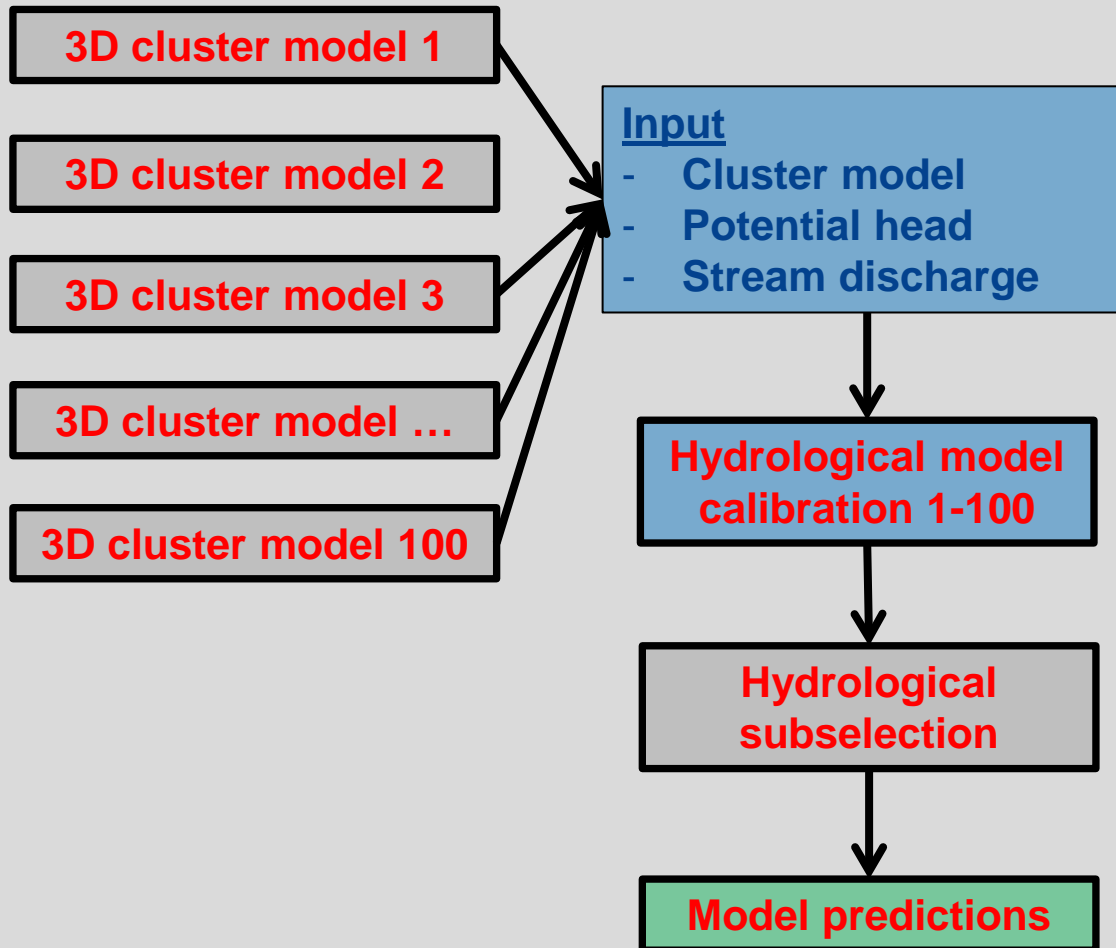 3D cluster model 1
3D cluster model 2
3D cluster model 3
3D cluster model …
3D cluster model 100
Input
- Cluster model
- Potential head
- Stream discharge
Hydrological model
calibration 1-100
Hydrological
subselection
Model predictions